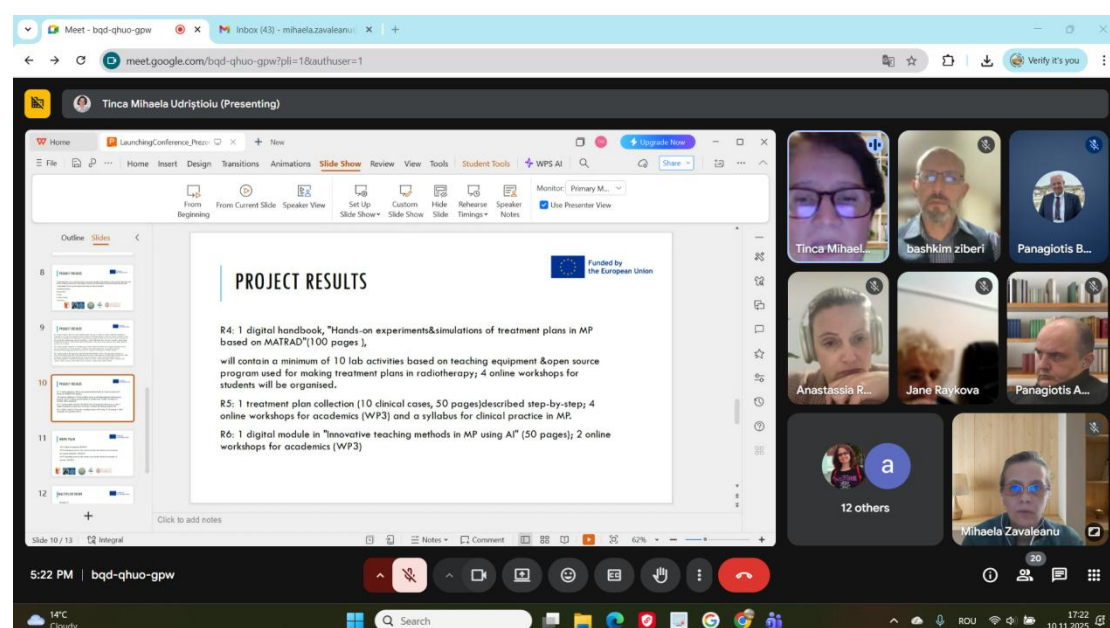 Meet - bqd-qhuo-gpw
Inbox (43) - mihaela.zavaleanu
meet.google.com/bqd-qhuo-gpw?pli=1&authuser=1
Verify it's you
Tinca Mihaela Udriștioiu (Presenting)
Home
LaunchingConference_Preze
New
Upgrade Now
File
Home Insert Design Transitions Animations Slide Show Review View Tools Student Tools WPS AI
Share
From Beginning
From Current Slide
Speaker View
Set Up Slide Show
Custom Slide Show
Hide Slide
Rehearse Timings
Speaker Notes
Monitor: Primary M...
Use Presenter View
Outline Slides
8
9
10
11
12
PROJECT RESULTS
Funded by
the European Union
R4: 1 digital handbook, "Hands-on experiments&simulations of treatment plans in MP
based on MATRAD"(100 pages ),
will contain a minimum of 10 lab activities based on teaching equipment &open source
program used for making treatment plans in radiotherapy; 4 online workshops for
students will be organised.
R5: 1 treatment plan collection (10 clinical cases, 50 pages)described step-by-step; 4
online workshops for academics (WP3) and a syllabus for clinical practice in MP.
R6: 1 digital module in "Innovative teaching methods in MP using AI" (50 pages); 2 online
workshops for academics (WP3)
Click to add notes
Slide 10 / 13
Integral
Notes
Comment
62%
Tinca Mihael...
bashkim ziberi
Panagiotis B...
Anastassia R...
Jane Raykova
Panagiotis A...
a
12 others
Mihaela Zavaleanu
5:22 PM | bqd-qhuo-gpw
20
14°C
Cloudy
Search
ROU
17:22
10.11.2025